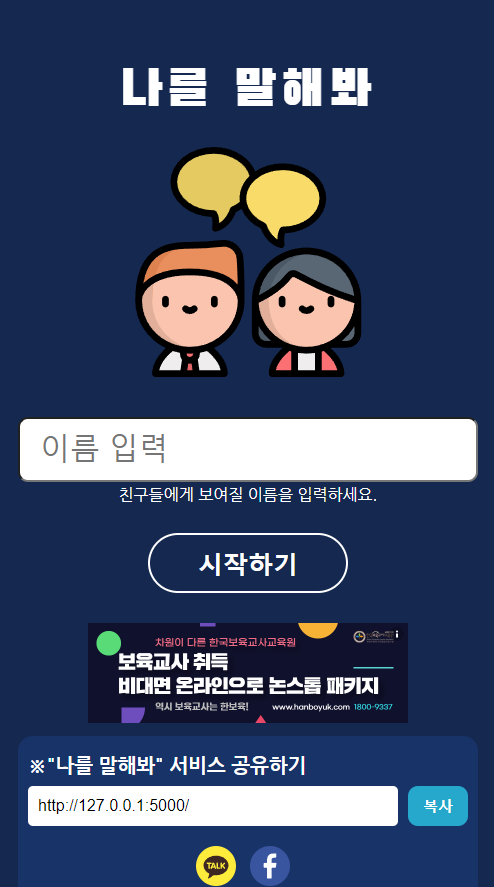 나를 말해봐
이름 입력
친구들에게 보여질 이름을 입력하세요.
시작하기
차원이 다른 한국보육교사교육원
보육교사 취득
비대면 온라인으로 논스톱 패키지
역시 보육교사는 한보육! www.hanboyuk.com 1800-9337
※"나를 말해봐" 서비스 공유하기
http://127.0.0.1:5000/ 복사
TALK